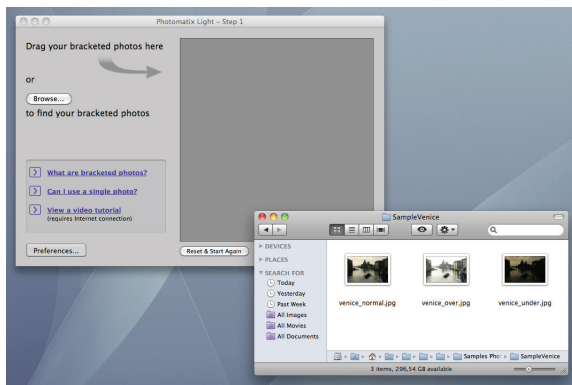 Photomatix Light – Step 1
Drag your bracketed photos here
or
Browse...
to find your bracketed photos
What are bracketed photos?
Can I use a single photo?
View a video tutorial
(requires Internet connection)
Preferences...
Reset & Start Again
SampleVenice
DEVICES
PLACES
SEARCH FOR
Today
Yesterday
Past Week
All Images
All Movies
All Documents
venice_normal.jpg
venice_over.jpg
venice_under.jpg
Samples Phot
SampleVenice
3 items, 296,54 GB available